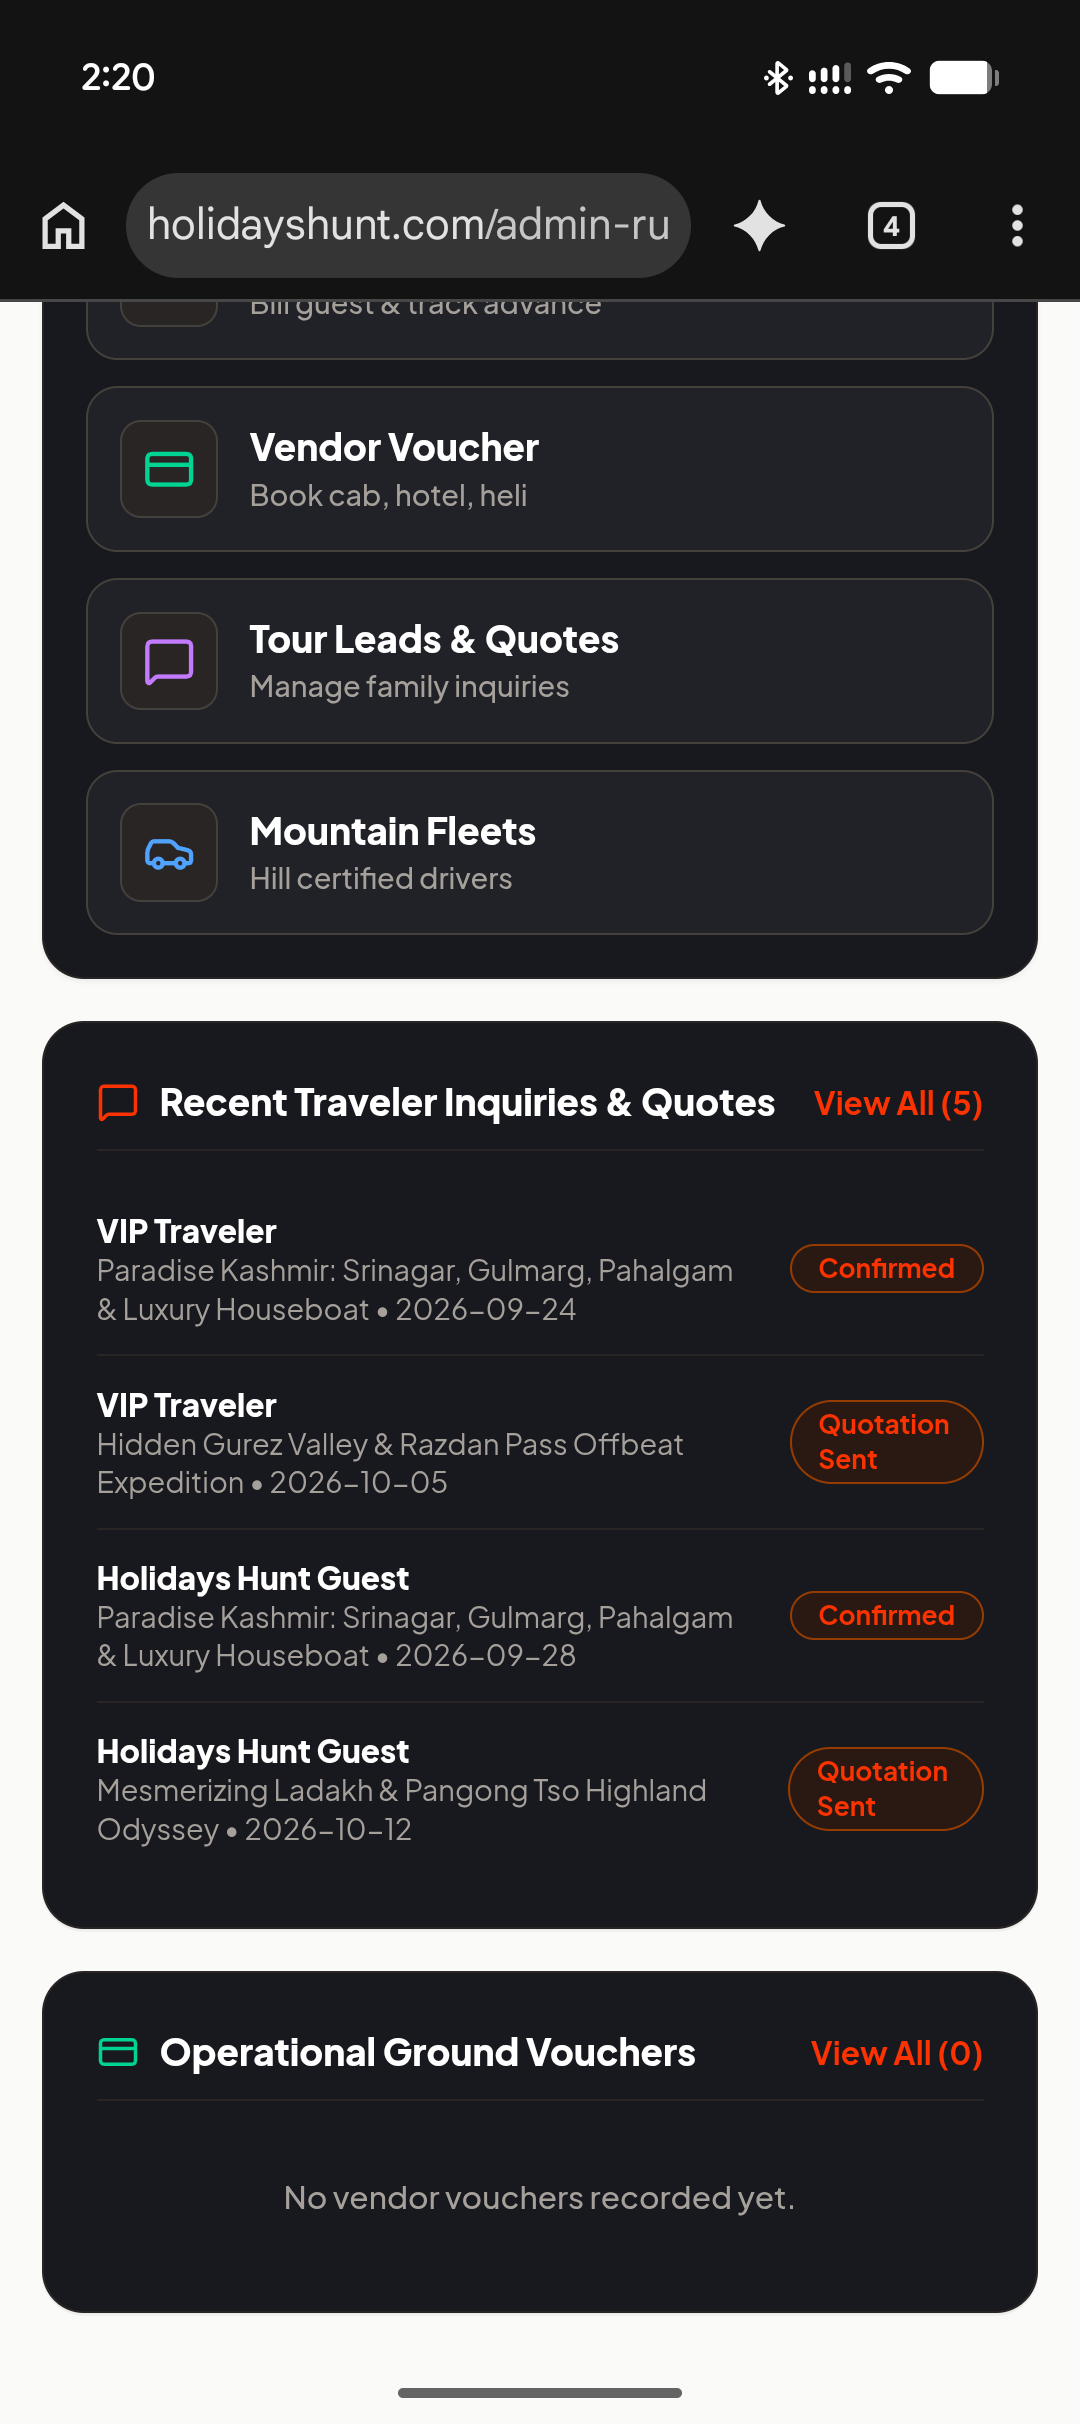 2:20
holidayshunt.com/admin-ru
4
Bill guest & track advance
Vendor Voucher
Book cab, hotel, heli
Tour Leads & Quotes
Manage family inquiries
Mountain Fleets
Hill certified drivers
Recent Traveler Inquiries & Quotes
View All (5)
VIP Traveler
Paradise Kashmir: Srinagar, Gulmarg, Pahalgam
& Luxury Houseboat • 2026-09-24
Confirmed
VIP Traveler
Hidden Gurez Valley & Razdan Pass Offbeat
Expedition • 2026-10-05
Quotation
Sent
Holidays Hunt Guest
Paradise Kashmir: Srinagar, Gulmarg, Pahalgam
& Luxury Houseboat • 2026-09-28
Confirmed
Holidays Hunt Guest
Mesmerizing Ladakh & Pangong Tso Highland
Odyssey • 2026-10-12
Quotation
Sent
Operational Ground Vouchers
View All (0)
No vendor vouchers recorded yet.